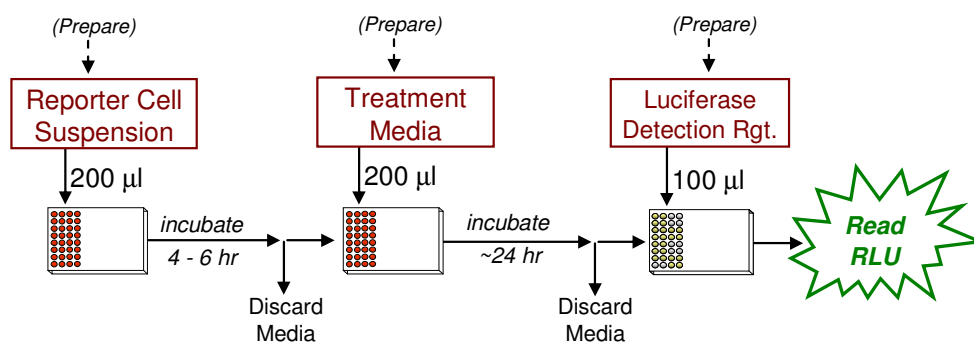 (Prepare)
(Prepare)
(Prepare)
Reporter Cell
Suspension
Treatment
Media
Luciferase
Detection Rgt.
200 µl
200 µl
100 µl
incubate
4 - 6 hr
incubate
~24 hr
Read
RLU
Discard
Media
Discard
Media